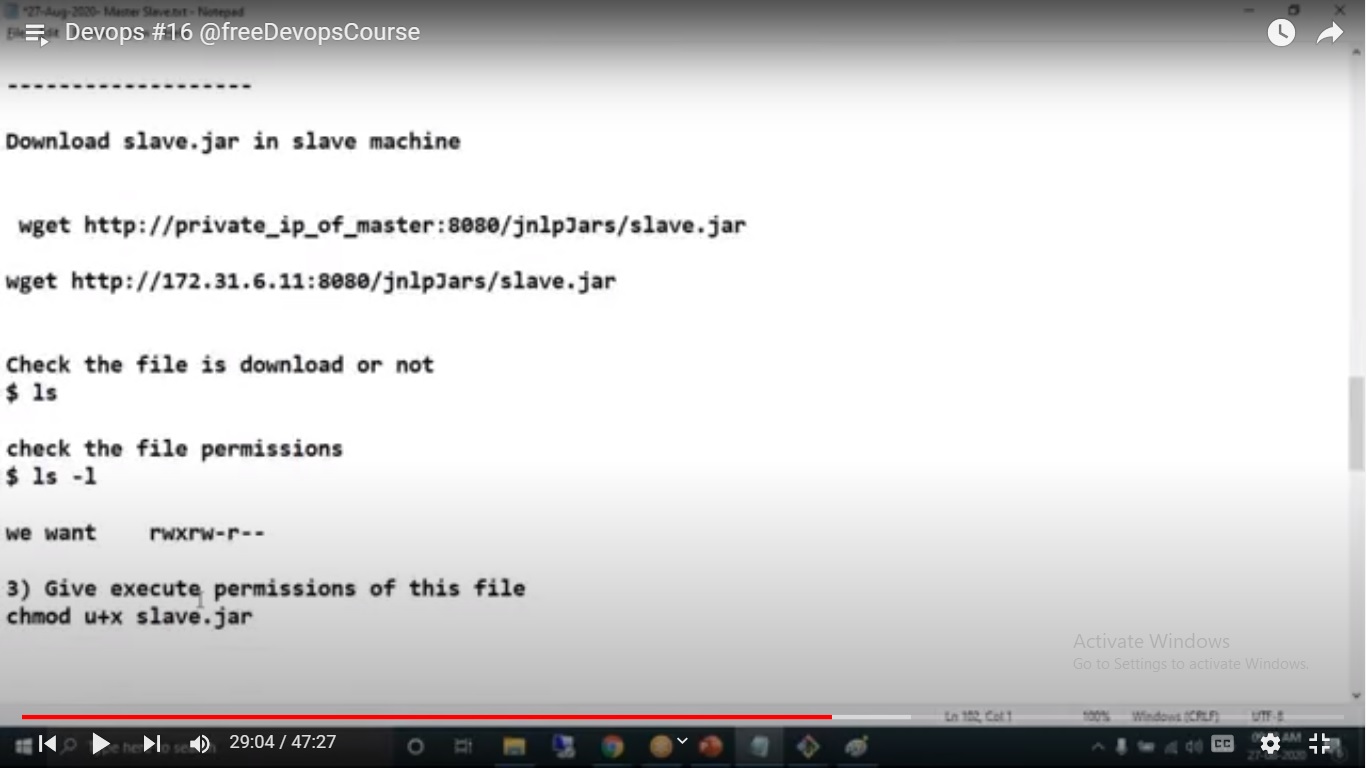 *27-Aug-2020- Master Slave.txt - Notepad
Devops #16 @freeDevopsCourse
-------------------
Download slave.jar in slave machine
wget http://private_ip_of_master:8080/jnlpJars/slave.jar
wget http://172.31.6.11:8080/jnlpJars/slave.jar
Check the file is download or not
$ ls
check the file permissions
$ ls -l
we want    rwxrw-r--
3) Give execute permissions of this file
chmod u+x slave.jar
Activate Windows
Go to Settings to activate Windows.
Ln 102, Col 1 100% Windows (CRLF) UTF-8
29:04 / 47:27
CC
27-08-2020